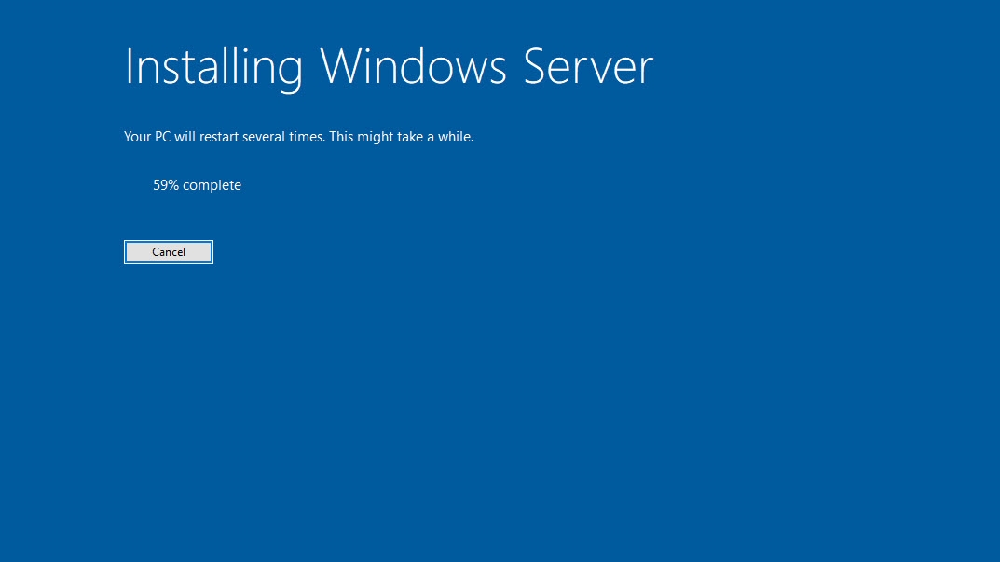 Installing Windows Server
Your PC will restart several times. This might take a while.
59% complete
Cancel